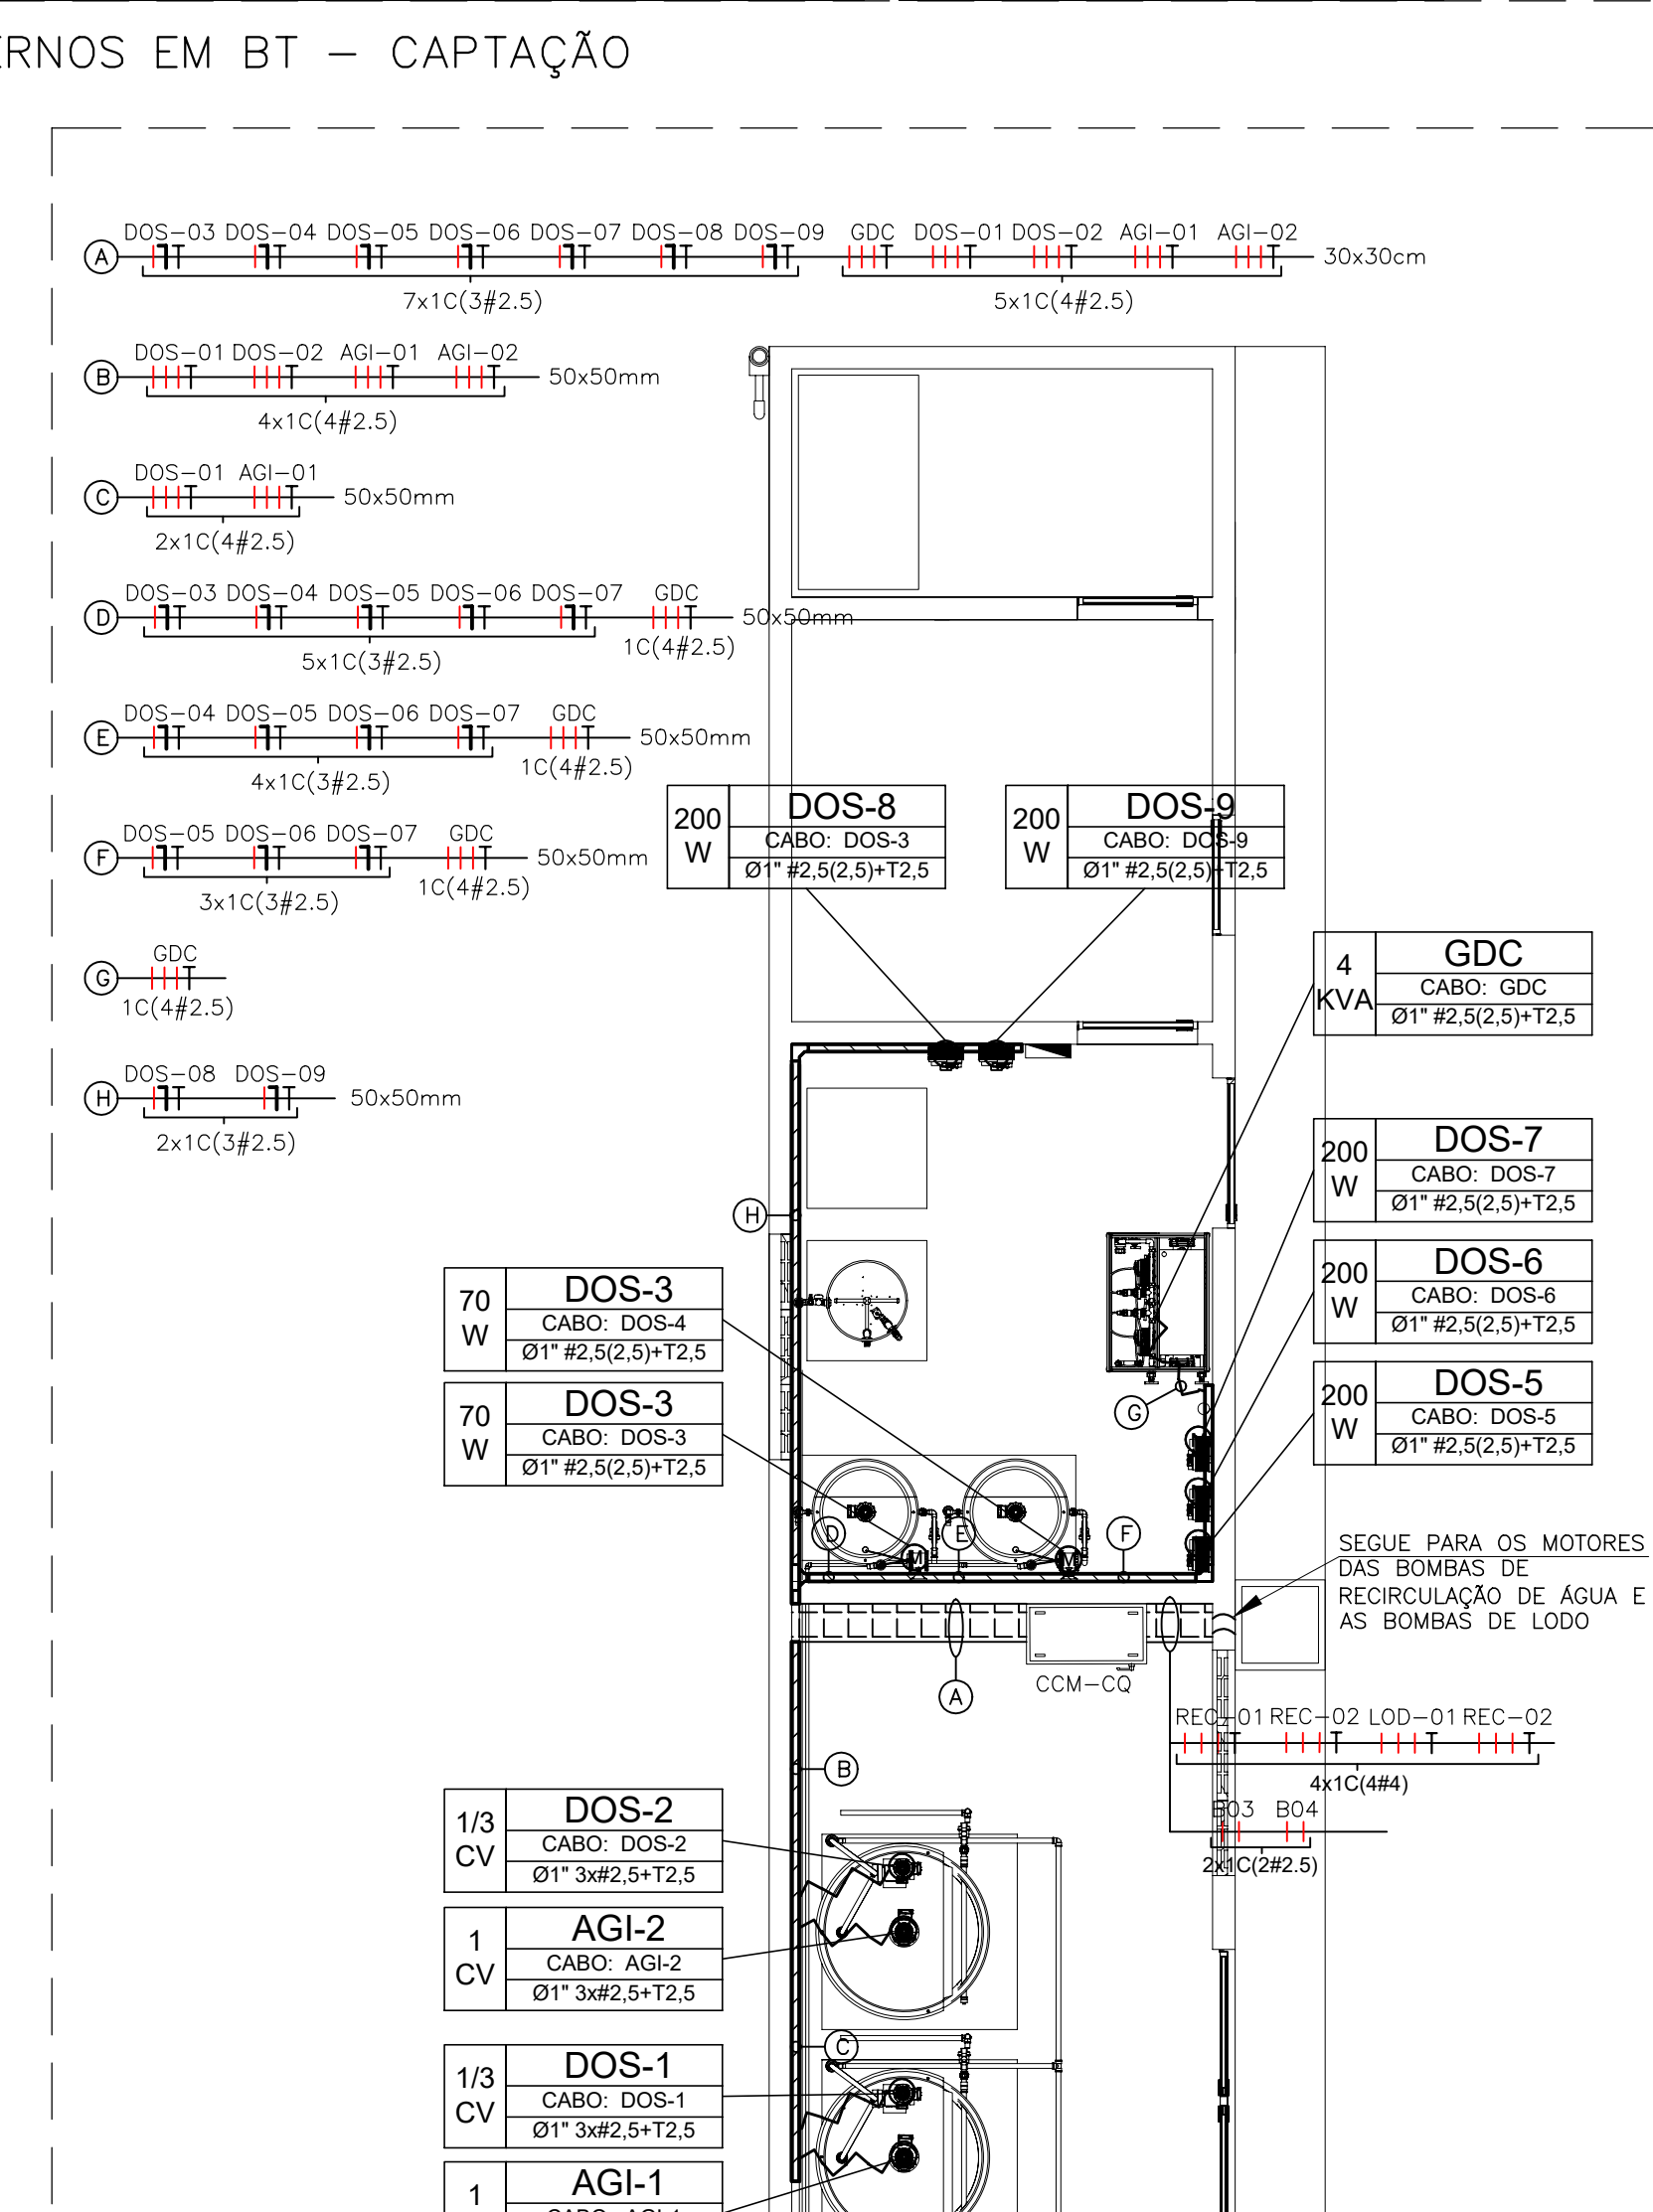 ERNOS EM BT – CAPTAÇÃO
A
DOS-03 DOS-04 DOS-05 DOS-06 DOS-07 DOS-08 DOS-09 GDC DOS-01 DOS-02 AGI-01 AGI-02
30x30cm
7x1C(3#2.5) 5x1C(4#2.5)
B
DOS-01 DOS-02 AGI-01 AGI-02
50x50mm
4x1C(4#2.5)
C
DOS-01 AGI-01
50x50mm
2x1C(4#2.5)
D
DOS-03 DOS-04 DOS-05 DOS-06 DOS-07 GDC
50x50mm
5x1C(3#2.5) 1C(4#2.5)
E
DOS-04 DOS-05 DOS-06 DOS-07 GDC
50x50mm
4x1C(3#2.5) 1C(4#2.5)
F
DOS-05 DOS-06 DOS-07 GDC
50x50mm
3x1C(3#2.5) 1C(4#2.5)
G
GDC
1C(4#2.5)
H
DOS-08 DOS-09
50x50mm
2x1C(3#2.5)
200 W
DOS-8
CABO: DOS-3
Ø1" #2,5(2,5)+T2,5
200 W
DOS-9
CABO: DOS-9
Ø1" #2,5(2,5)+T2,5
4 KVA
GDC
CABO: GDC
Ø1" #2,5(2,5)+T2,5
200 W
DOS-7
CABO: DOS-7
Ø1" #2,5(2,5)+T2,5
200 W
DOS-6
CABO: DOS-6
Ø1" #2,5(2,5)+T2,5
200 W
DOS-5
CABO: DOS-5
Ø1" #2,5(2,5)+T2,5
H
70 W
DOS-3
CABO: DOS-4
Ø1" #2,5(2,5)+T2,5
70 W
DOS-3
CABO: DOS-3
Ø1" #2,5(2,5)+T2,5
G
D
E
F
M
M
SEGUE PARA OS MOTORES
DAS BOMBAS DE
RECIRCULAÇÃO DE ÁGUA E
AS BOMBAS DE LODO
CCM-CQ
A
REC-01 REC-02 LOD-01 REC-02
4x1C(4#4)
B03 B04
2x1C(2#2.5)
B
1/3 CV
DOS-2
CABO: DOS-2
Ø1" 3x#2,5+T2,5
1 CV
AGI-2
CABO: AGI-2
Ø1" 3x#2,5+T2,5
C
1/3 CV
DOS-1
CABO: DOS-1
Ø1" 3x#2,5+T2,5
1
AGI-1